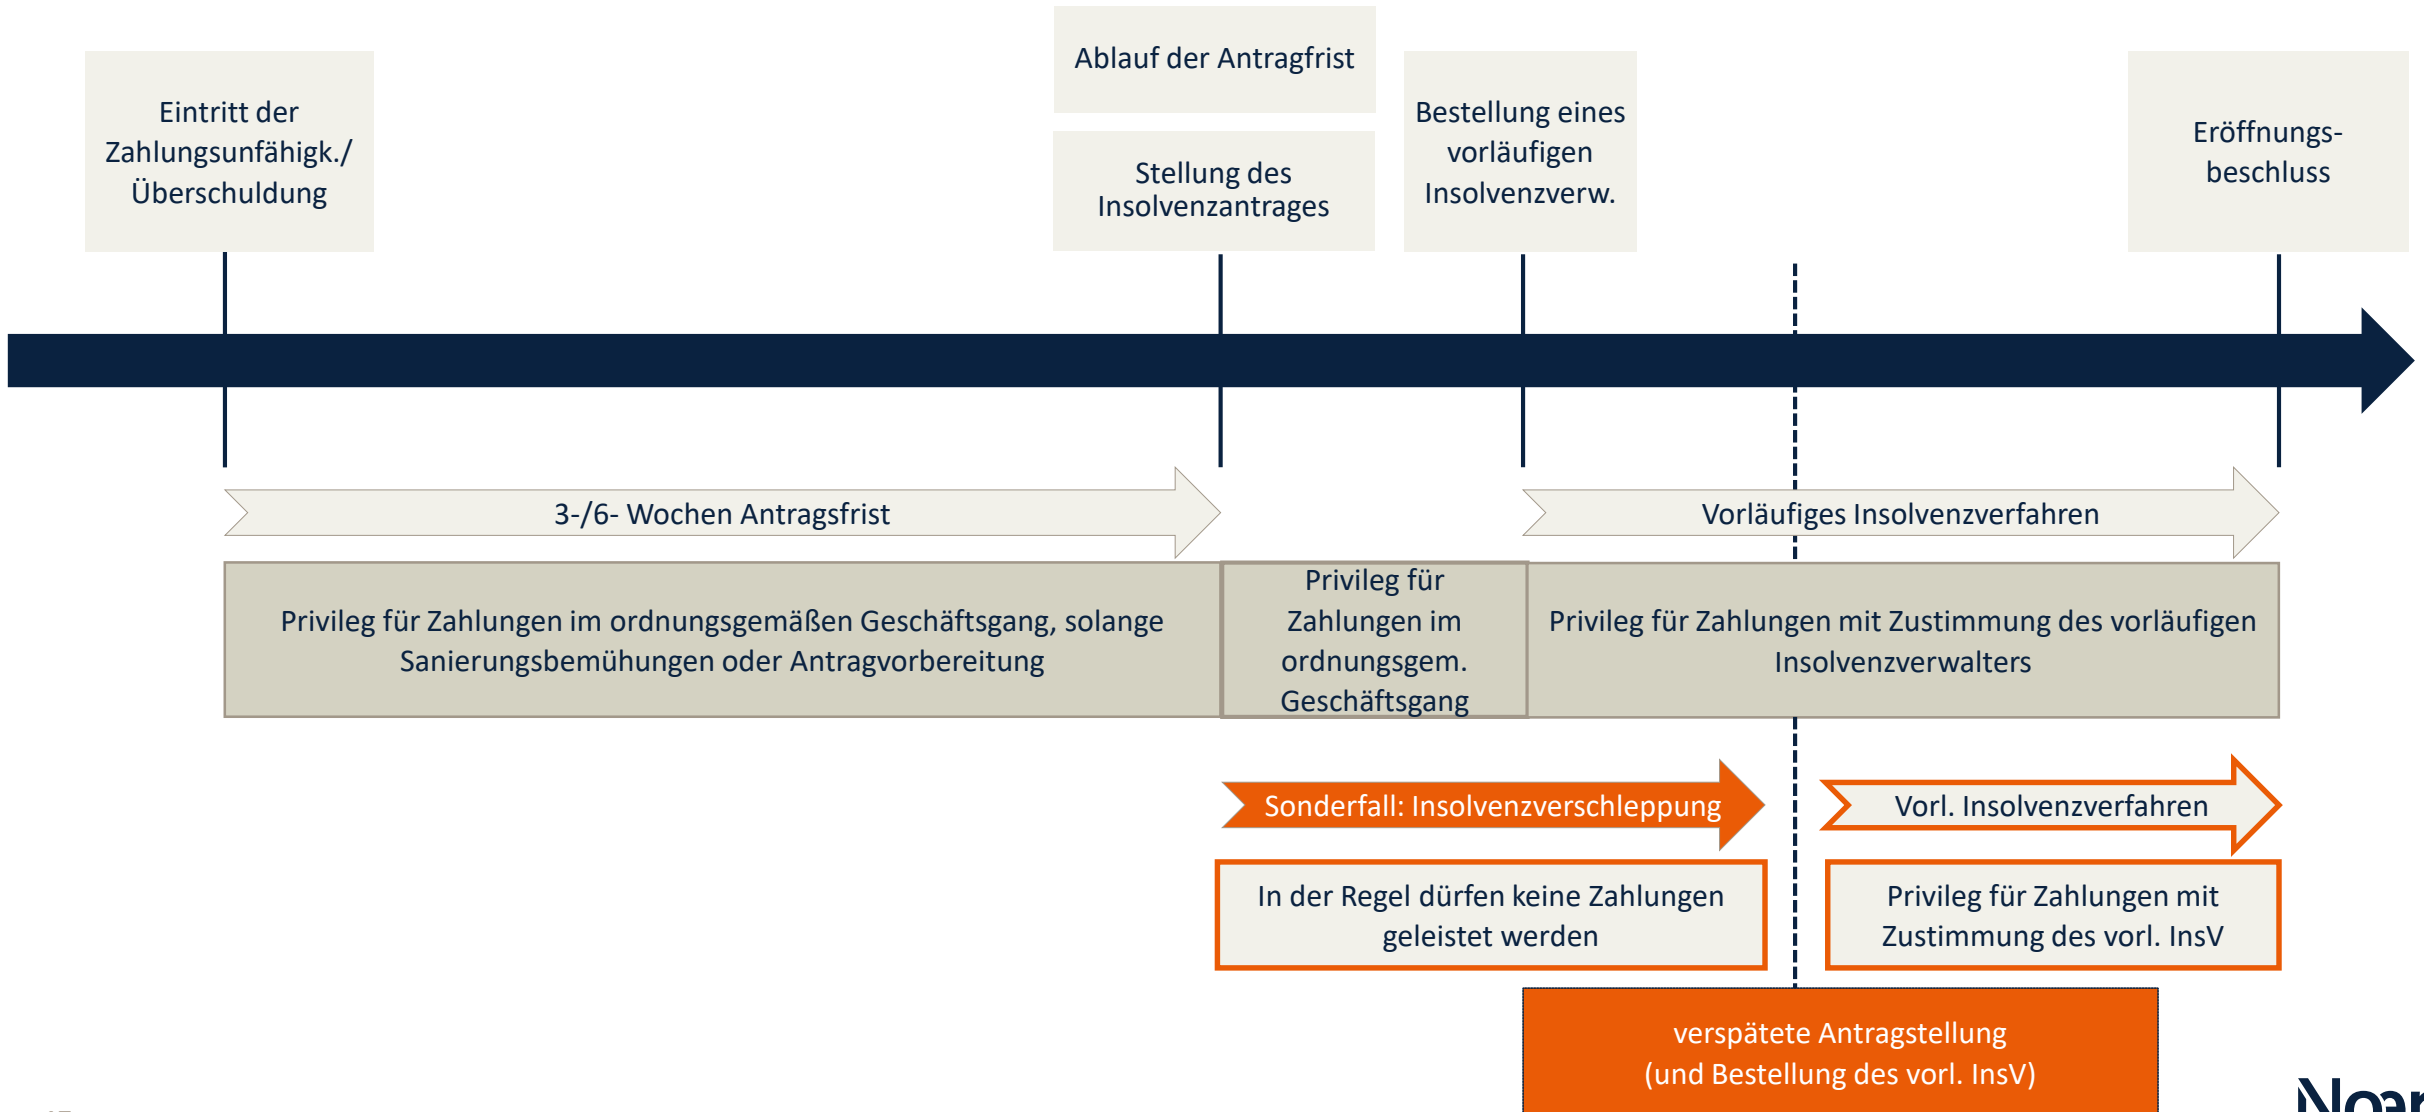 Ablauf der Antragfrist
Eintritt der
Zahlungsunfähigk./
Überschuldung
Stellung des
Insolvenzantrages
Bestellung eines
vorläufigen
Insolvenzverw.
Eröffnungs-
beschluss
3-/6- Wochen Antragsfrist
Vorläufiges Insolvenzverfahren
Privileg für Zahlungen im ordnungsgemäßen Geschäftsgang, solange
Sanierungsbemühungen oder Antragvorbereitung
Privileg für
Zahlungen im
ordnungsgem.
Geschäftsgang
Privileg für Zahlungen mit Zustimmung des vorläufigen
Insolvenzverwalters
Sonderfall: Insolvenzverschleppung
Vorl. Insolvenzverfahren
In der Regel dürfen keine Zahlungen
geleistet werden
Privileg für Zahlungen mit
Zustimmung des vorl. InsV
verspätete Antragstellung
(und Bestellung des vorl. InsV)